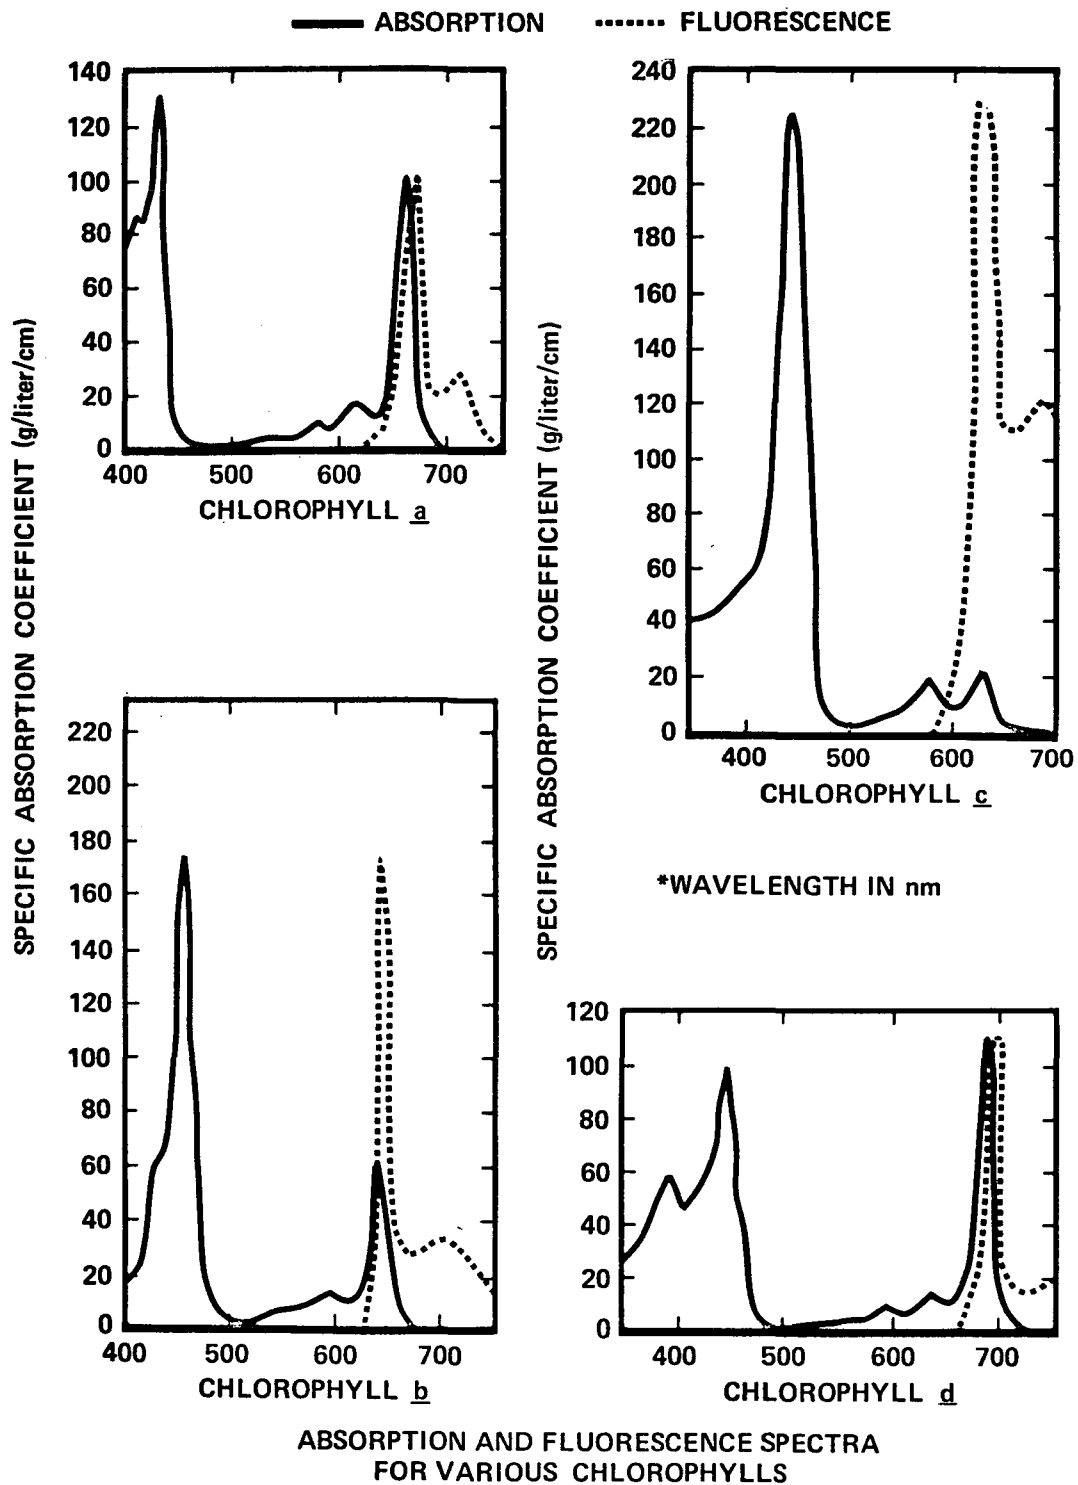 ABSORPTION FLUORESCENCE
SPECIFIC ABSORPTION COEFFICIENT (g/liter/cm)
140
120
100
80
60
40
20
0
400 500 600 700
CHLOROPHYLL a
SPECIFIC ABSORPTION COEFFICIENT (g/liter/cm)
240
220
200
180
160
140
120
100
80
60
40
20
0
400 500 600 700
CHLOROPHYLL c
*WAVELENGTH IN nm
220
200
180
170
160
140
120
100
80
60
40
20
0
400 500 600 700
CHLOROPHYLL b
120
100
80
60
40
20
0
400 500 600 700
CHLOROPHYLL d
ABSORPTION AND FLUORESCENCE SPECTRA
FOR VARIOUS CHLOROPHYLLS